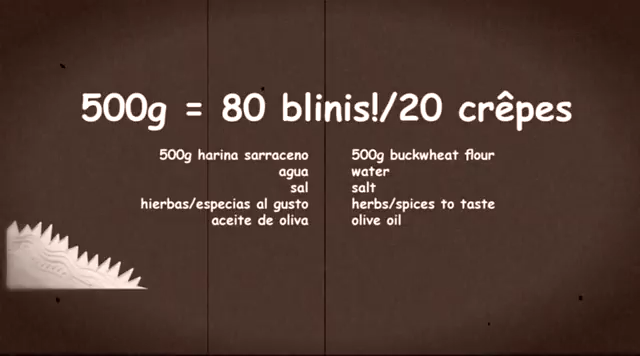 500g = 80 blinis!/20 crêpes
500g harina sarraceno
agua
sal
hierbas/especias al gusto
aceite de oliva
500g buckwheat flour
water
salt
herbs/spices to taste
olive oil